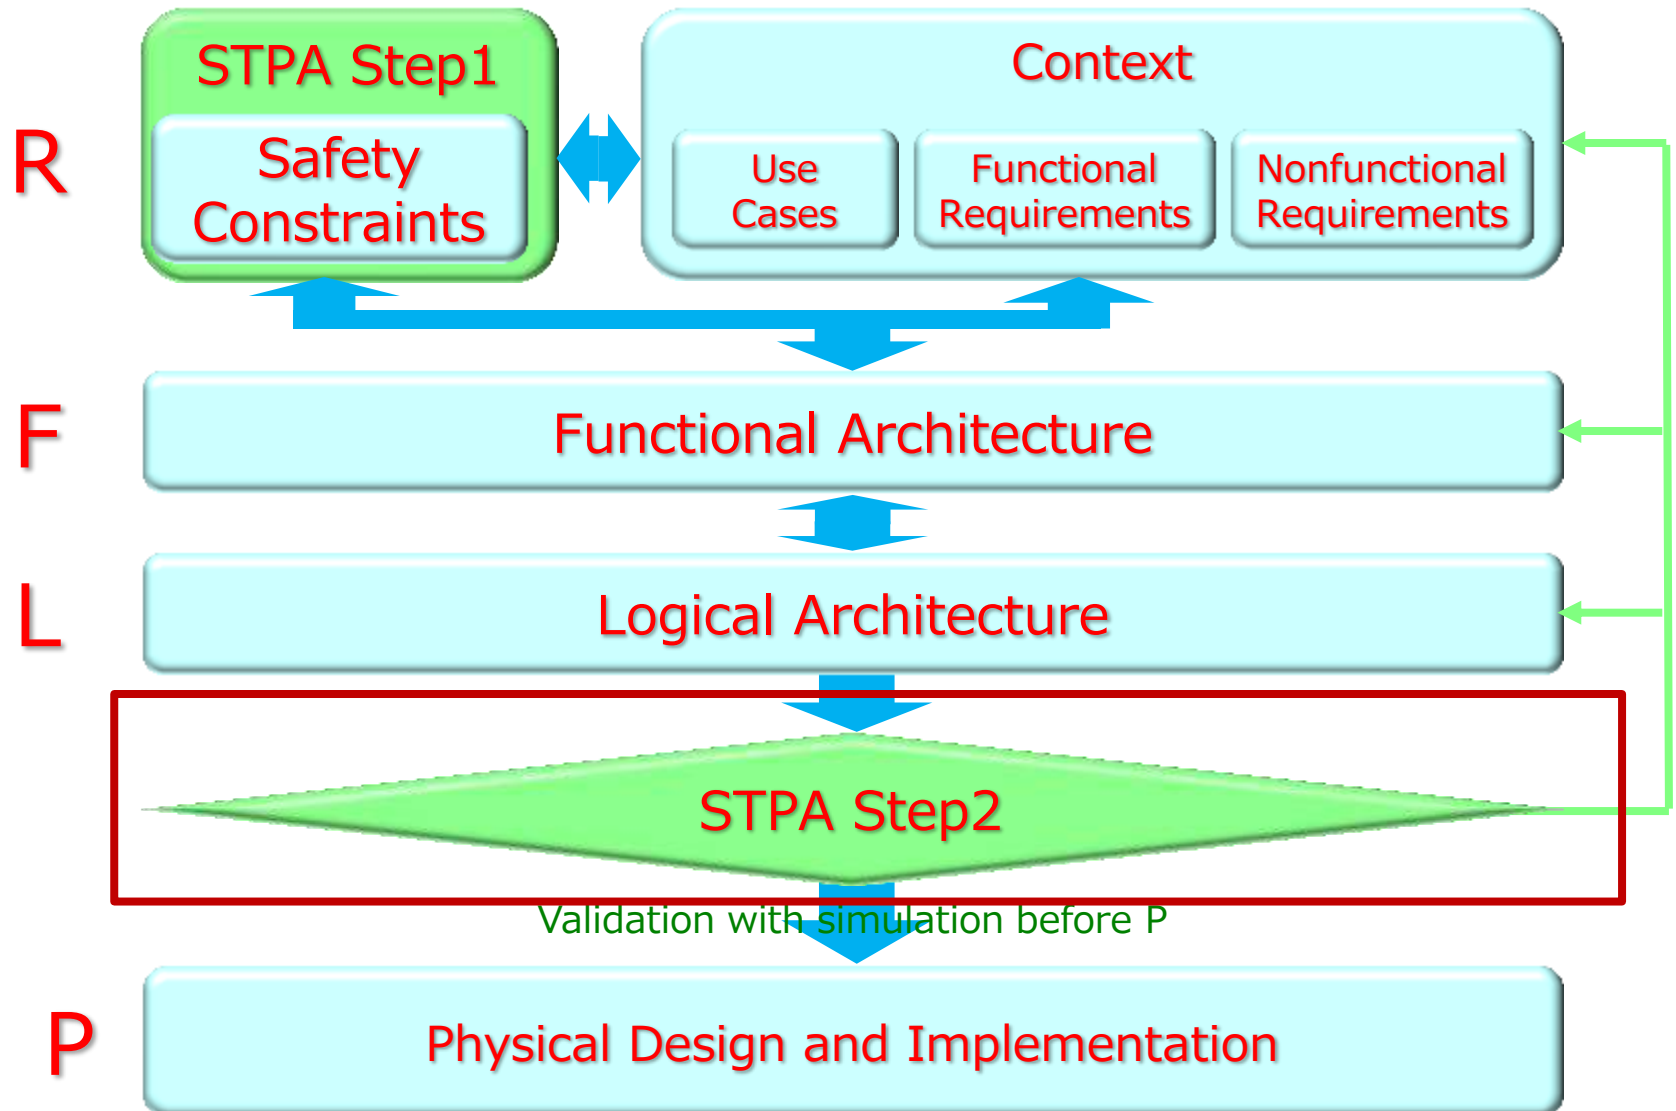 R
STPA Step1
Safety
Constraints
Context
Use
Cases
Functional
Requirements
Nonfunctional
Requirements
F
Functional Architecture
L
Logical Architecture
STPA Step2
Validation with simulation before P
P
Physical Design and Implementation